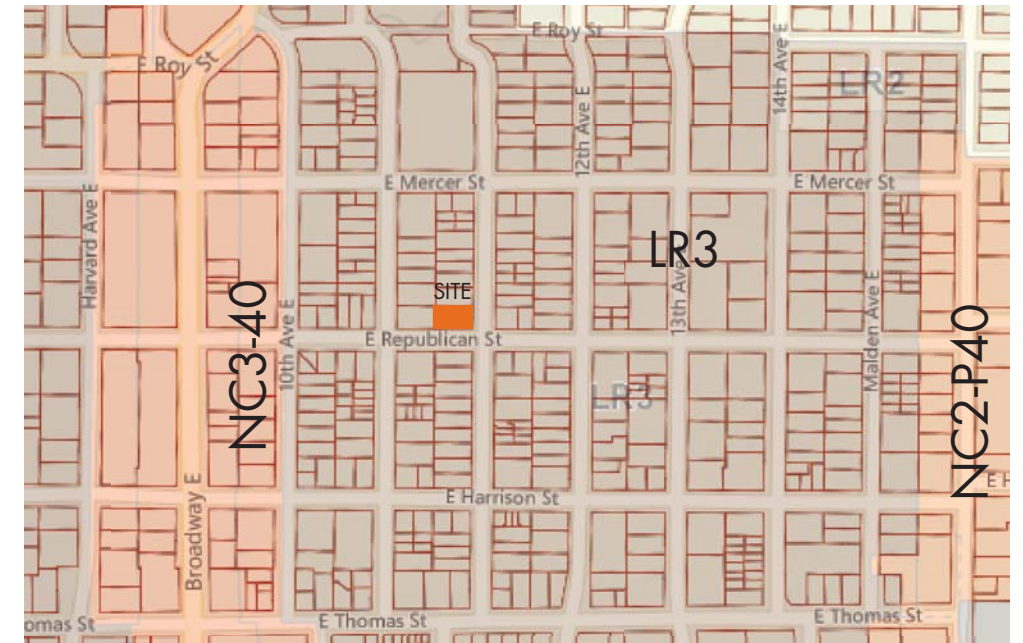 E Roy St
E Roy St
14th Ave E
LR2
12th Ave E
E Mercer St
E Mercer St
Harvard Ave E
LR3
13th Ave
SITE
NC3-40
10th Ave E
E Republican St
Malden Ave E
NC2-P40
LR3
Broadway E
E Harrison St
omas St
E Thomas St
E Thomas St